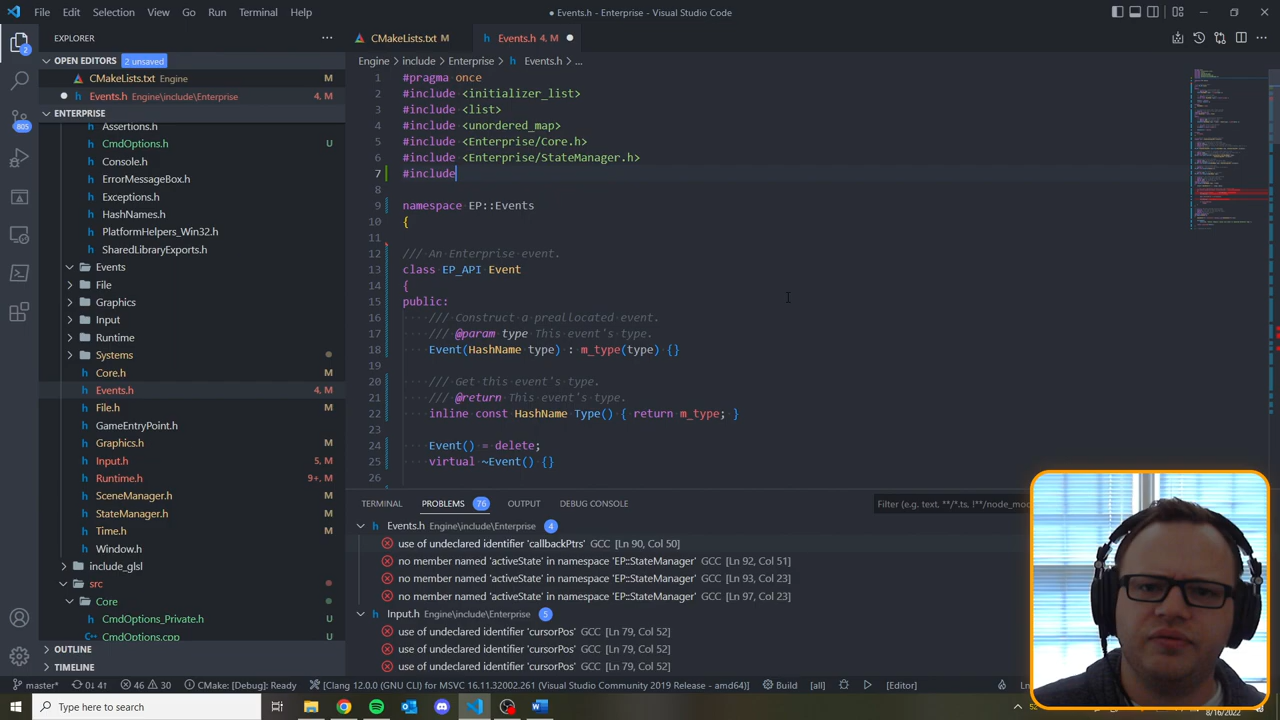 File Edit Selection View Go Run Terminal Help
Events.h - Enterprise - Visual Studio Code
2
EXPLORER
OPEN EDITORS 2 unsaved
CMakeLists.txt Engine M
Events.h Engine\include\Enterprise 4, M
ENTERPRISE
805
Assertions.h
CmdOptions.h U
Console.h
ErrorMessageBox.h
Exceptions.h
HashNames.h
PlatformHelpers_Win32.h
SharedLibraryExports.h
Events
File
Graphics
Input
Runtime
Systems
Core.h M
Events.h 4, M
File.h M
GameEntryPoint.h
Graphics.h M
Input.h 5, M
Runtime.h 9+, M
SceneManager.h M
StateManager.h M
Time.h M
Window.h
include_glsl
src
Core
CmdOptions_Private.h U
CmdOptions.cpp U
OUTLINE
TIMELINE
CMakeLists.txt M
Events.h 4, M
Engine > include > Enterprise > Events.h > ...
1 #pragma once
2 #include <initializer_list>
3 #include <list>
4 #include <unordered_map>
5 #include <Enterprise/Core.h>
6 #include <Enterprise/StateManager.h>
7 #include
8
9 namespace EP::Events
10 {
11
12 /// An Enterprise event.
13 class EP_API Event
14 {
15 public:
16 /// Construct a preallocated event.
17 /// @param type This event's type.
18 Event(HashName type) : m_type(type) {}
19
20 /// Get this event's type.
21 /// @return This event's type.
22 inline const HashName Type() { return m_type; }
23
24 Event() = delete;
25 virtual ~Event() {}
26
TERMINAL PROBLEMS 76 OUTPUT DEBUG CONSOLE
Filter (e.g. text, **/*.ts, !**/node_mod
Events.h Engine\include\Enterprise 4
use of undeclared identifier 'callbackPtrs' GCC [Ln 90, Col 50]
no member named 'activeState' in namespace 'EP::StateManager' GCC [Ln 92, Col 51]
no member named 'activeState' in namespace 'EP::StateManager' GCC [Ln 93, Col 23]
no member named 'activeState' in namespace 'EP::StateManager' GCC [Ln 97, Col 23]
Input.h Engine\include\Enterprise 5
use of undeclared identifier 'cursorPos' GCC [Ln 79, Col 52]
use of undeclared identifier 'cursorPos' GCC [Ln 79, Col 52]
use of undeclared identifier 'cursorPos' GCC [Ln 79, Col 52]
master* 0↓ 4↑ 46 30 CMake: [Debug]: Ready [Clang 12.0.0 (GNU CLI) for MSVC 16.11.32002.261 (Visual Studio Community 2019 Release - amd64)] Build [all] [Editor]
Type here to search
8/16/2022